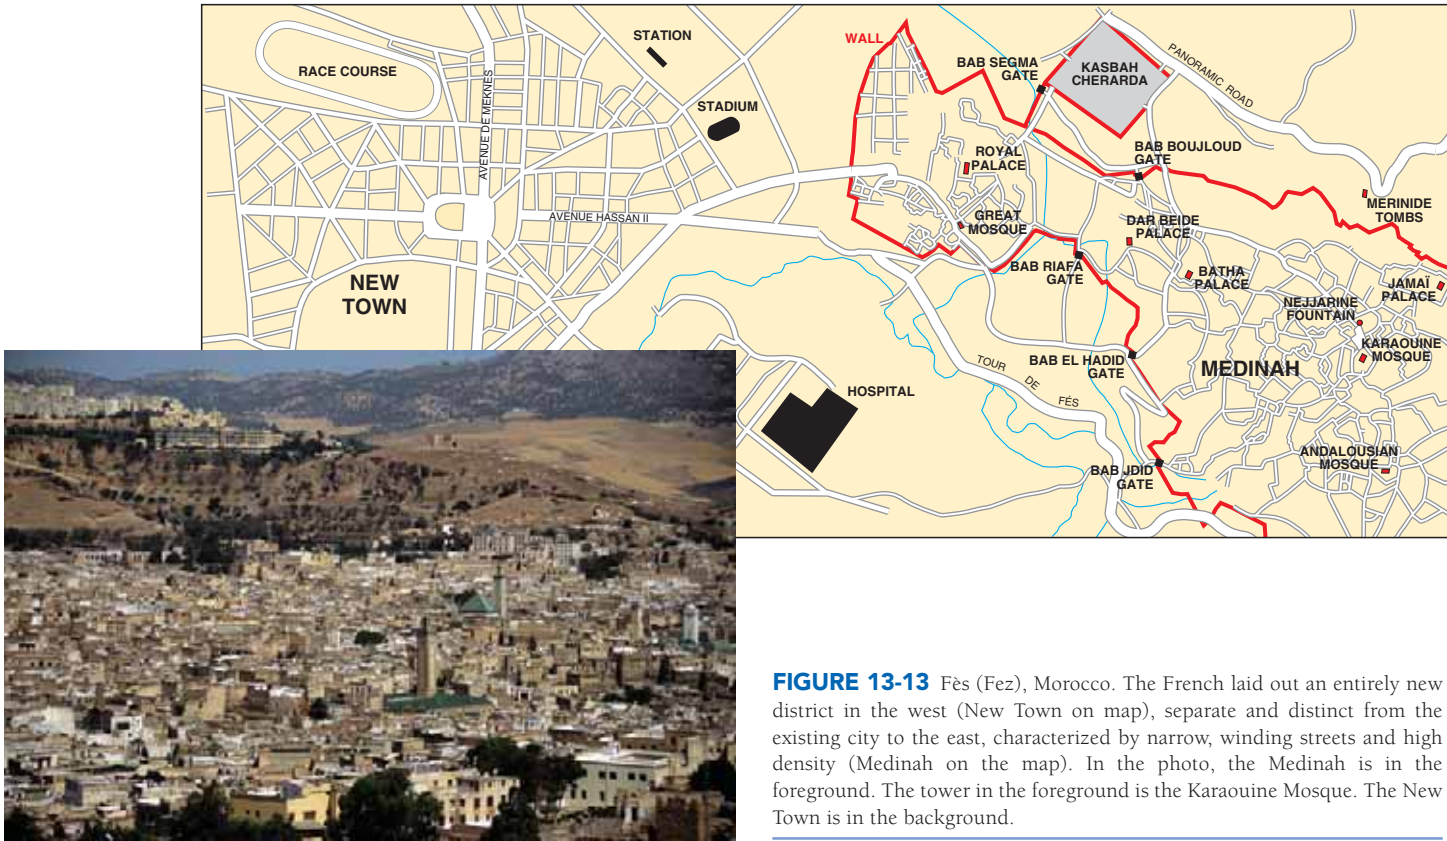 STATION
WALL
BAB SEGMA
GATE
KASBAH
CHERARDA
PANORAMIC ROAD
RACE COURSE
AVENUE DE MEKNÈS
STADIUM
ROYAL
PALACE
BAB BOUJLOUD
GATE
MERINIDE
TOMBS
AVENUE HASSAN II
GREAT
MOSQUE
DAR BEIDE
PALACE
BAB RIAFA
GATE
BATHA
PALACE
JAMAÏ
PALACE
NEW
TOWN
NEJJARINE
FOUNTAIN
KARAOUINE
MOSQUE
BAB EL HADID
GATE
MEDINAH
TOUR DE FÉS
HOSPITAL
ANDALOUSIAN
MOSQUE
BAB JDID
GATE
FIGURE 13-13 Fès (Fez), Morocco. The French laid out an entirely new
district in the west (New Town on map), separate and distinct from the
existing city to the east, characterized by narrow, winding streets and high
density (Medinah on the map). In the photo, the Medinah is in the
foreground. The tower in the foreground is the Karaouine Mosque. The New
Town is in the background.